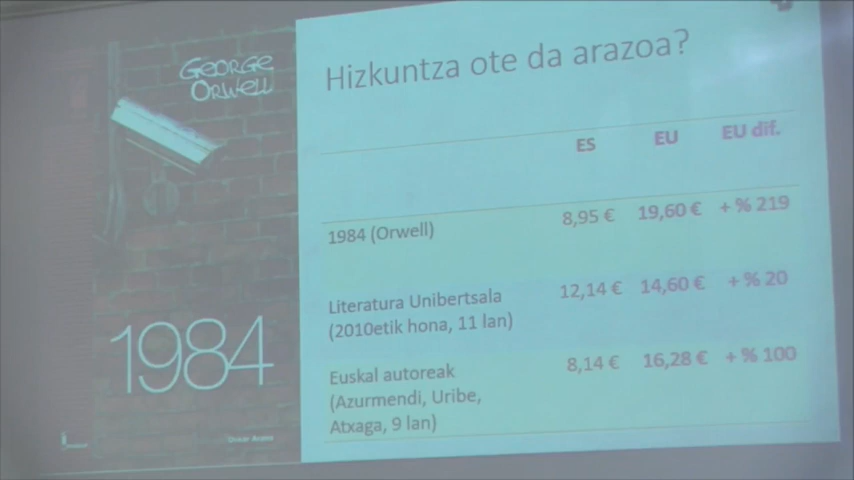 George
Orwell
1984
Hizkuntza ote da arazoa?
ES EU EU dif.
1984 (Orwell) 8,95 € 19,60 € + % 219
Literatura Unibertsala
(2010etik hona, 11 lan) 12,14 € 14,60 € + % 20
Euskal autoreak
(Azurmendi, Uribe,
Atxaga, 9 lan) 8,14 € 16,28 € + % 100